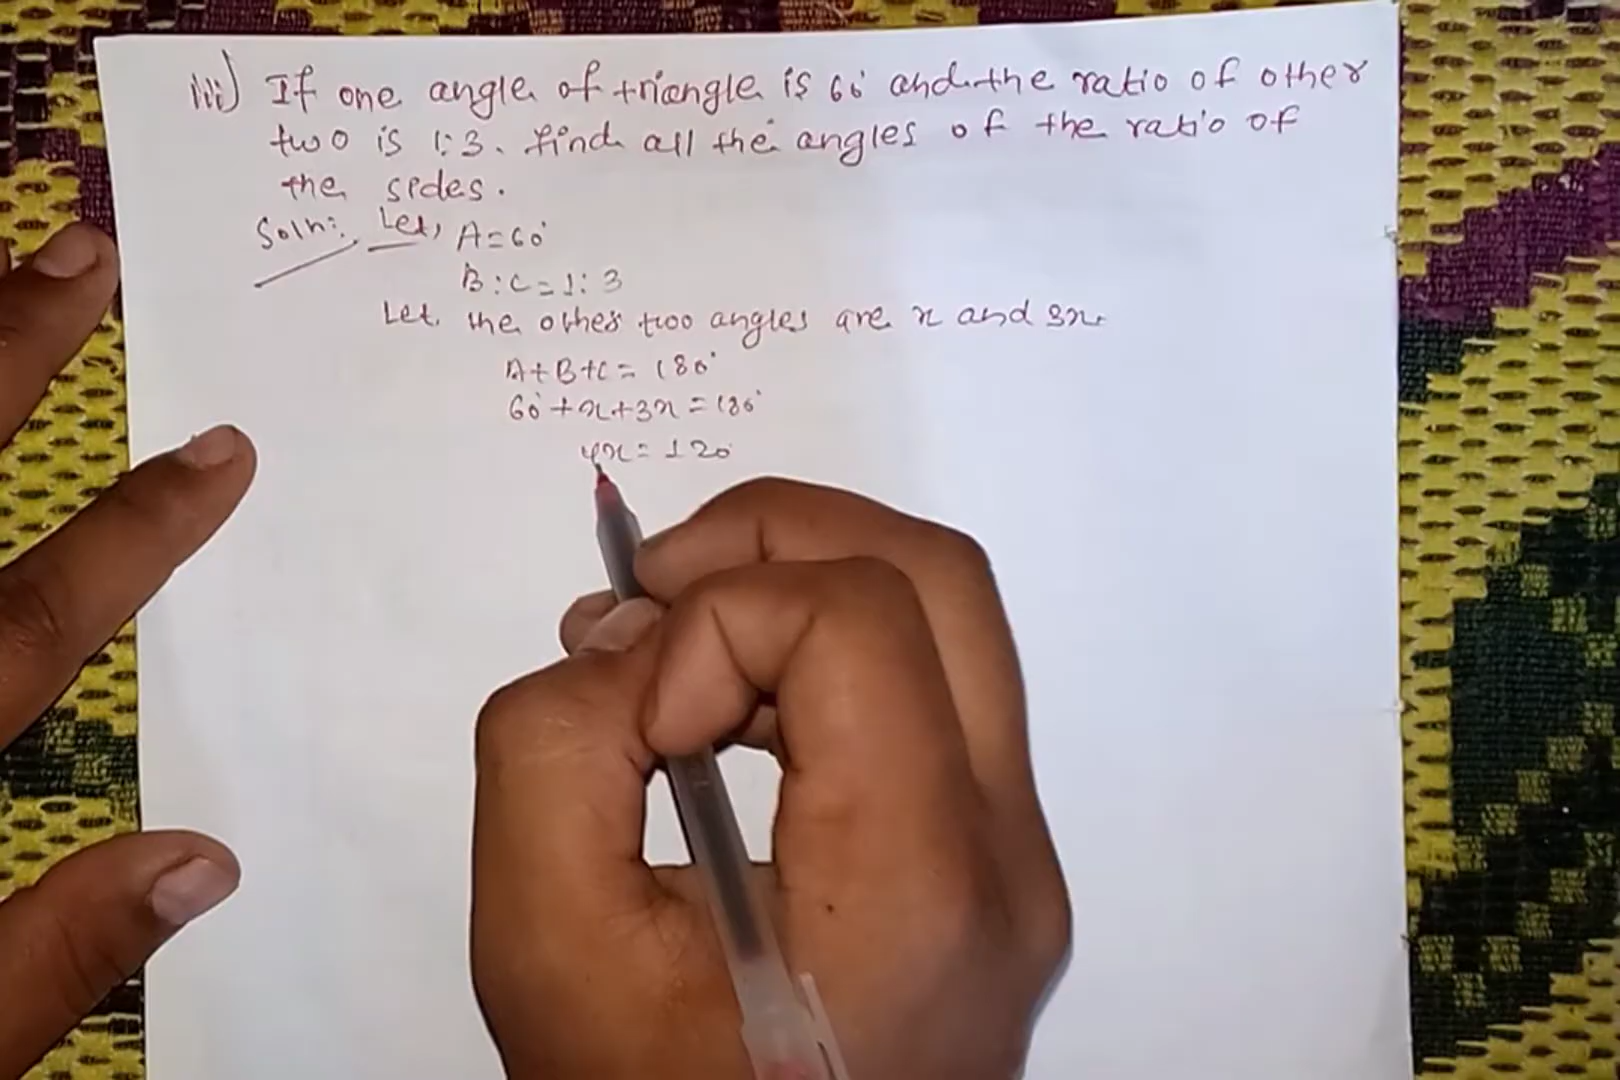 iii) If one angle of triangle is 60° and the ratio of other
two is 1:3. find all the angles of the ratio of
the sides.
Soln: Let, A=60°
B:C=1:3
Let the other two angles are x and 3x.
A+B+C=180°
60°+x+3x=180°
4x=120°